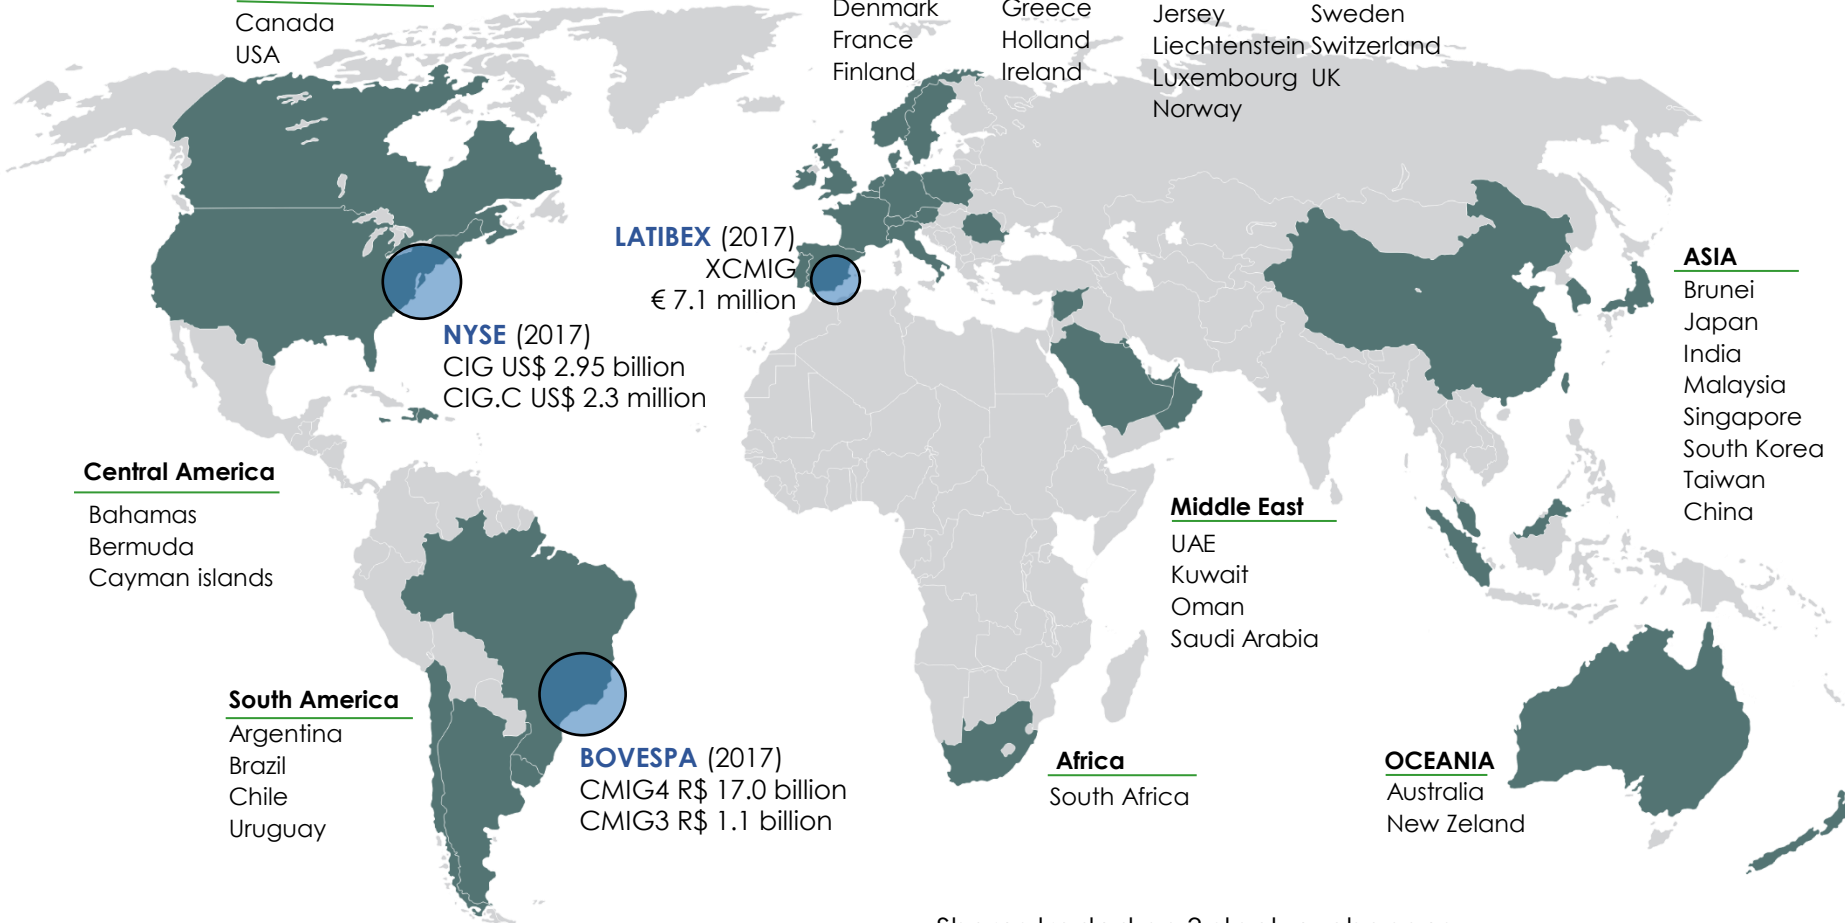 Canada
USA
Denmark
France
Finland
Greece
Holland
Ireland
Jersey
Liechtenstein
Luxembourg
Norway
Sweden
Switzerland
UK
LATIBEX (2017)
XCMIG
€ 7.1 million
NYSE (2017)
CIG US$ 2.95 billion
CIG.C US$ 2.3 million
ASIA
Brunei
Japan
India
Malaysia
Singapore
South Korea
Taiwan
China
Central America
Bahamas
Bermuda
Cayman islands
Middle East
UAE
Kuwait
Oman
Saudi Arabia
South America
Argentina
Brazil
Chile
Uruguay
BOVESPA (2017)
CMIG4 R$ 17.0 billion
CMIG3 R$ 1.1 billion
Africa
South Africa
OCEANIA
Australia
New Zeland